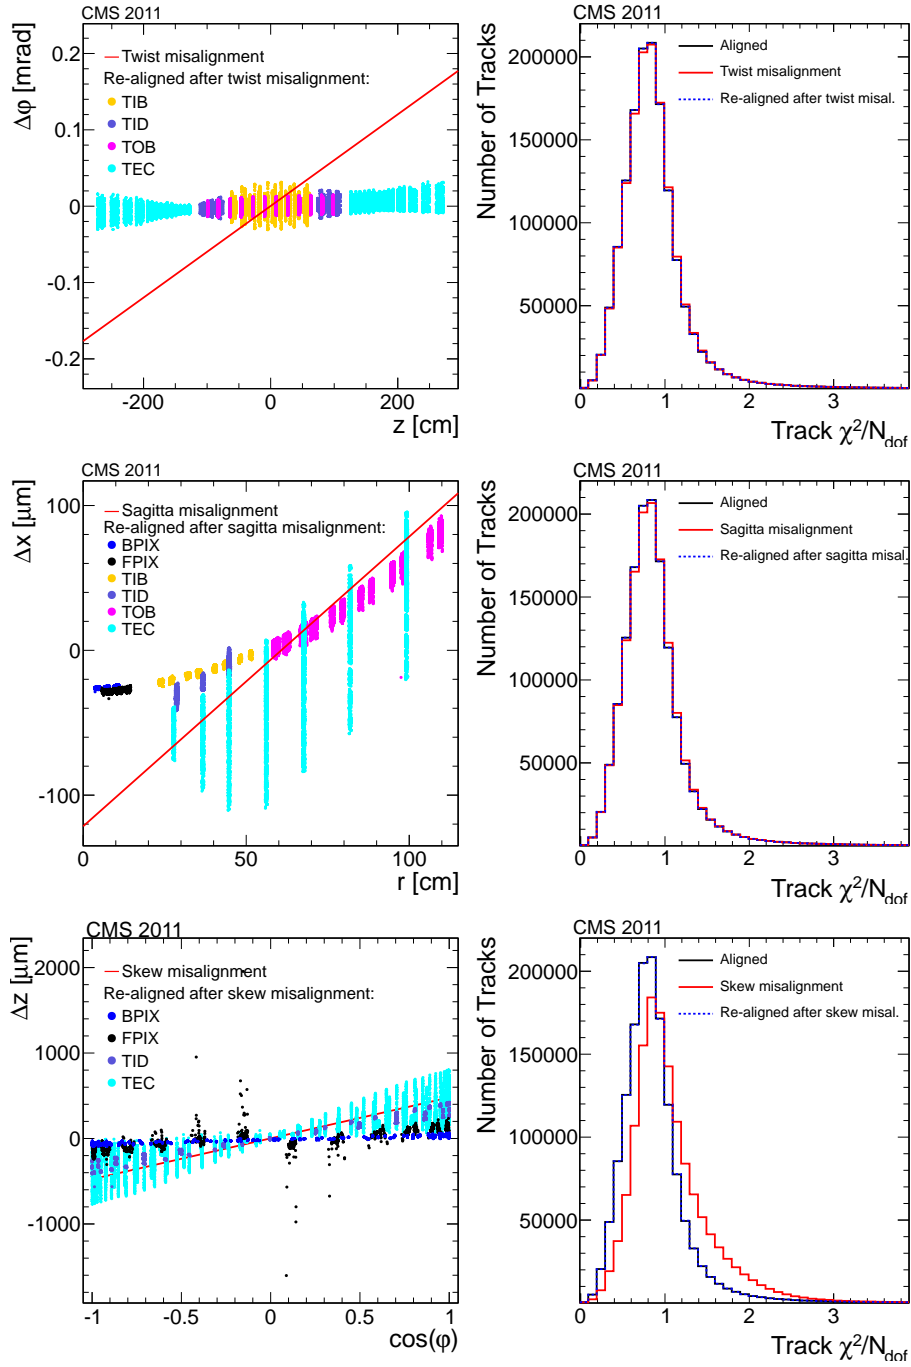 CMS 2011
Δφ [mrad]
0.2
0.1
0
-0.1
-0.2
Twist misalignment
Re-aligned after twist misalignment:
TIB
TID
TOB
TEC
-200
0
200
z [cm]
CMS 2011
Number of Tracks
200000
150000
100000
50000
Aligned
Twist misalignment
Re-aligned after twist misal.
0
1
2
3
Track χ²/N_dof
CMS 2011
Δx [μm]
100
0
-100
Sagitta misalignment
Re-aligned after sagitta misalignment:
BPIX
FPIX
TIB
TID
TOB
TEC
0
50
100
r [cm]
CMS 2011
Number of Tracks
200000
150000
100000
50000
Aligned
Sagitta misalignment
Re-aligned after sagitta misal.
0
1
2
3
Track χ²/N_dof
CMS 2011
Δz [μm]
2000
1000
0
-1000
Skew misalignment
Re-aligned after skew misalignment:
BPIX
FPIX
TID
TEC
-1
-0.5
0
0.5
1
cos(φ)
CMS 2011
Number of Tracks
200000
150000
100000
50000
Aligned
Skew misalignment
Re-aligned after skew misal.
0
1
2
3
Track χ²/N_dof